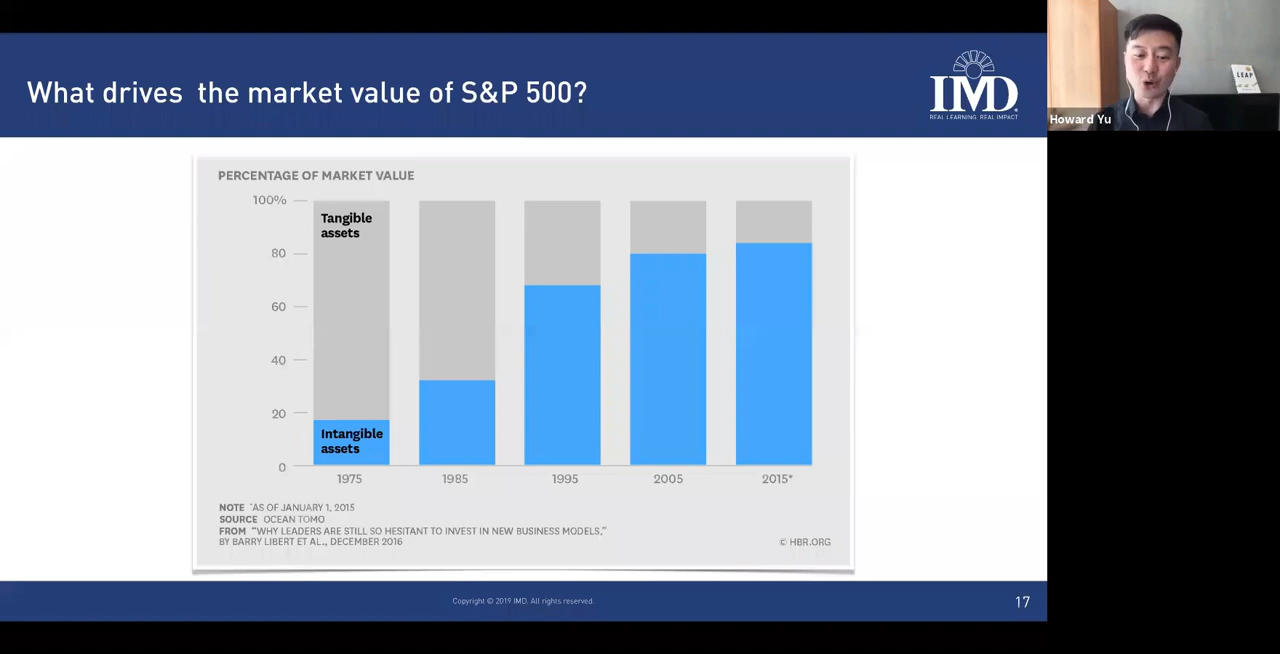 What drives the market value of S&P 500?
IMD
REAL LEARNING REAL IMPACT
LEAP
Howard Yu
PERCENTAGE OF MARKET VALUE
100%
80
60
40
20
0
Tangible
assets
Intangible
assets
1975
1985
1995
2005
2015*
NOTE *AS OF JANUARY 1, 2015
SOURCE OCEAN TOMO
FROM "WHY LEADERS ARE STILL SO HESITANT TO INVEST IN NEW BUSINESS MODELS,"
BY BARRY LIBERT ET AL., DECEMBER 2016
© HBR.ORG
Copyright © 2019 IMD. All rights reserved.
17